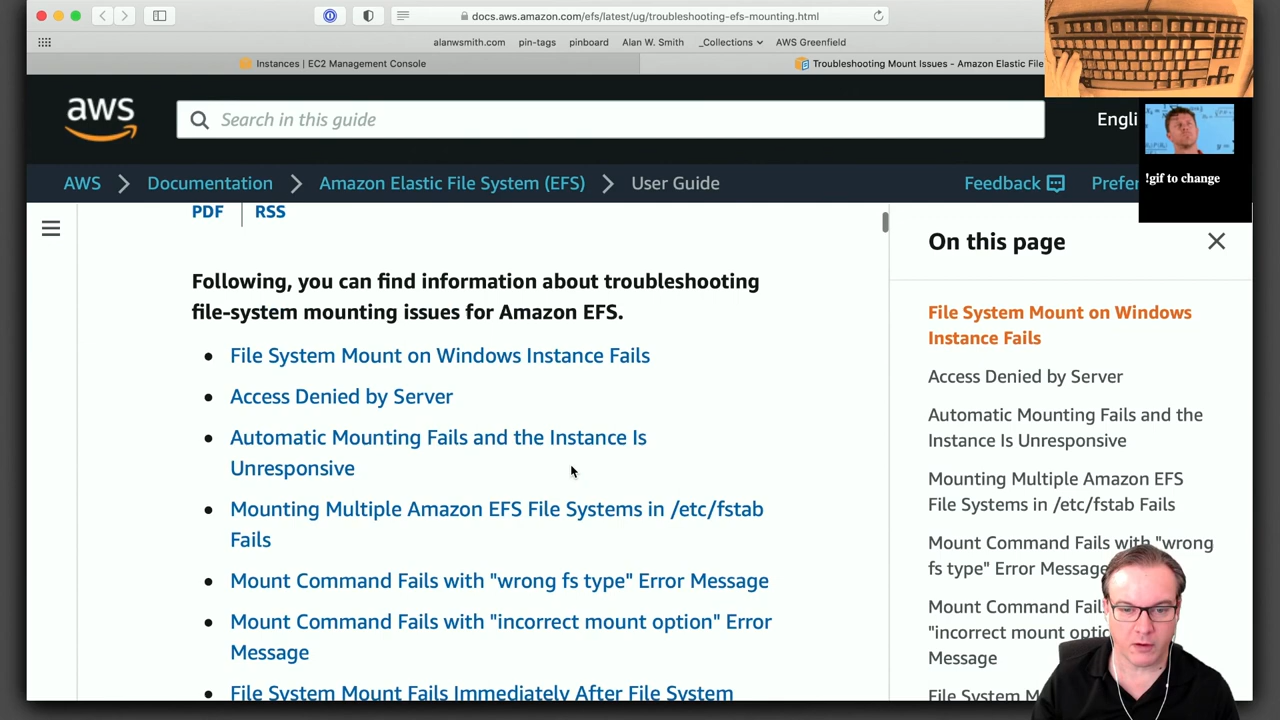 docs.aws.amazon.com/efs/latest/ug/troubleshooting-efs-mounting.html
alanwsmith.com pin-tags pinboard Alan W. Smith _Collections AWS Greenfield
Instances | EC2 Management Console
Troubleshooting Mount Issues - Amazon Elastic File
aws
Search in this guide
Engli
AWS > Documentation > Amazon Elastic File System (EFS) > User Guide
Feedback
Prefer
!gif to change
PDF | RSS
Following, you can find information about troubleshooting
file-system mounting issues for Amazon EFS.
• File System Mount on Windows Instance Fails
• Access Denied by Server
• Automatic Mounting Fails and the Instance Is
Unresponsive
• Mounting Multiple Amazon EFS File Systems in /etc/fstab
Fails
• Mount Command Fails with "wrong fs type" Error Message
• Mount Command Fails with "incorrect mount option" Error
Message
• File System Mount Fails Immediately After File System
On this page
File System Mount on Windows
Instance Fails
Access Denied by Server
Automatic Mounting Fails and the
Instance Is Unresponsive
Mounting Multiple Amazon EFS
File Systems in /etc/fstab Fails
Mount Command Fails with "wrong
fs type" Error Message
Mount Command Fail
"incorrect mount optio
Message
File System M